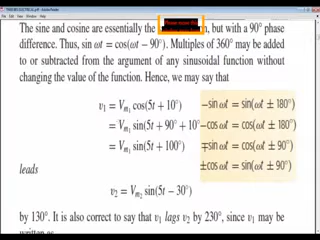 The sine and cosine are essentially the
but with a 90° phase
difference. Thus, sin ωt = cos(ωt − 90°). Multiples of 360° may be added
to or subtracted from the argument of any sinusoidal function without
changing the value of the function. Hence, we may say that
v₁ = Vm₁ cos(5t + 10°)
= Vm₁ sin(5t + 90° + 10°
= Vm₁ sin(5t + 100°)
−sin ωt = sin(ωt ± 180°)
−cos ωt = cos(ωt ± 180°)
∓sin ωt = cos(ωt ± 90°)
±cos ωt = sin(ωt ± 90°)
leads
v₂ = Vm₂ sin(5t − 30°)
by 130°. It is also correct to say that v₁ lags v₂ by 230°, since v₁ may be
written as